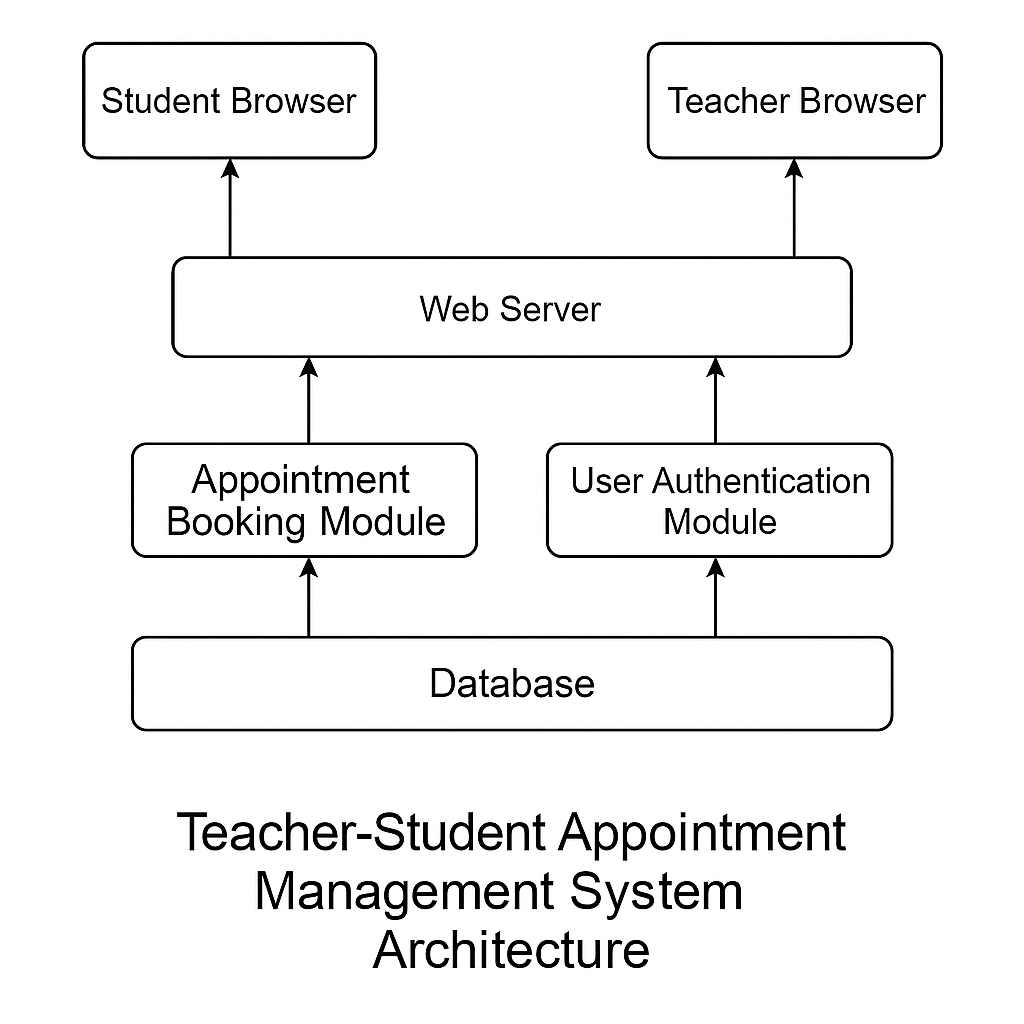 Student Browser
Teacher Browser
Web Server
Appointment
Booking Module
User Authentication
Module
Database
Teacher-Student Appointment
Management System
Architecture